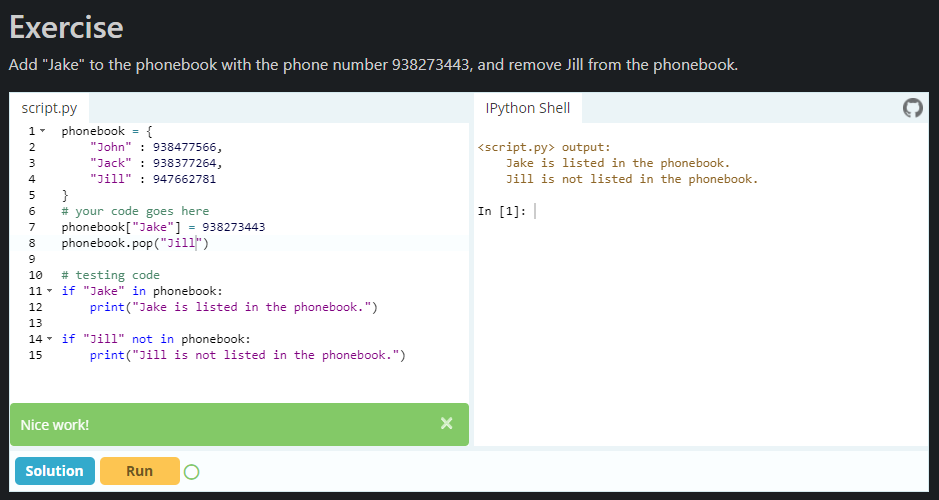 Exercise
Add "Jake" to the phonebook with the phone number 938273443, and remove Jill from the phonebook.
script.py
1 phonebook = {
2     "John" : 938477566,
3     "Jack" : 938377264,
4     "Jill" : 947662781
5 }
6 # your code goes here
7 phonebook["Jake"] = 938273443
8 phonebook.pop("Jill")
9
10 # testing code
11 if "Jake" in phonebook:
12     print("Jake is listed in the phonebook.")
13
14 if "Jill" not in phonebook:
15     print("Jill is not listed in the phonebook.")
Nice work!
×
Solution
Run
IPython Shell
<script.py> output:
    Jake is listed in the phonebook.
    Jill is not listed in the phonebook.
In [1]: